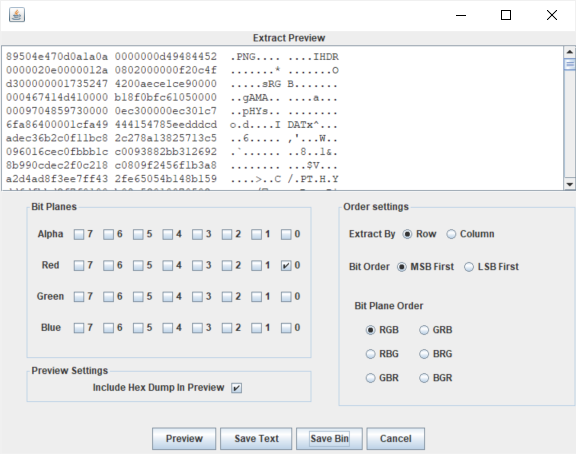 Extract Preview
89504e470d0a1a0a 0000000d49484452 .PNG.... ....IHDR
0000020e0000012a 0802000000f20c4f .......* .......O
d300000001735247 4200aece1ce90000 .....sRG B.......
000467414d410000 b18f0bfc61050000 ..gAMA.. ....a...
0009704859730000 0ec300000ec301c7 ..pHYs.. ........
6fa86400001cfa49 444154785eedddcd o.d....I DATx^...
adec36b2c0f11bc8 2c278a13825713c5 ..6..... ,'...W..
096016cec0fbbb1c c0093882bb312692 .`...... ..8..1&.
8b990cdec2f0c218 c0809f2456f1b3a8 ........ ...$V...
a2d4ad8f3ee7ff43 2fe65054b148b159 ....>..C /.PT.H.Y
Bit Planes
Alpha 7 6 5 4 3 2 1 0
Red 7 6 5 4 3 2 1 0
Green 7 6 5 4 3 2 1 0
Blue 7 6 5 4 3 2 1 0
Preview Settings
Include Hex Dump In Preview
Order settings
Extract By Row Column
Bit Order MSB First LSB First
Bit Plane Order
RGB GRB
RBG BRG
GBR BGR
Preview Save Text Save Bin Cancel